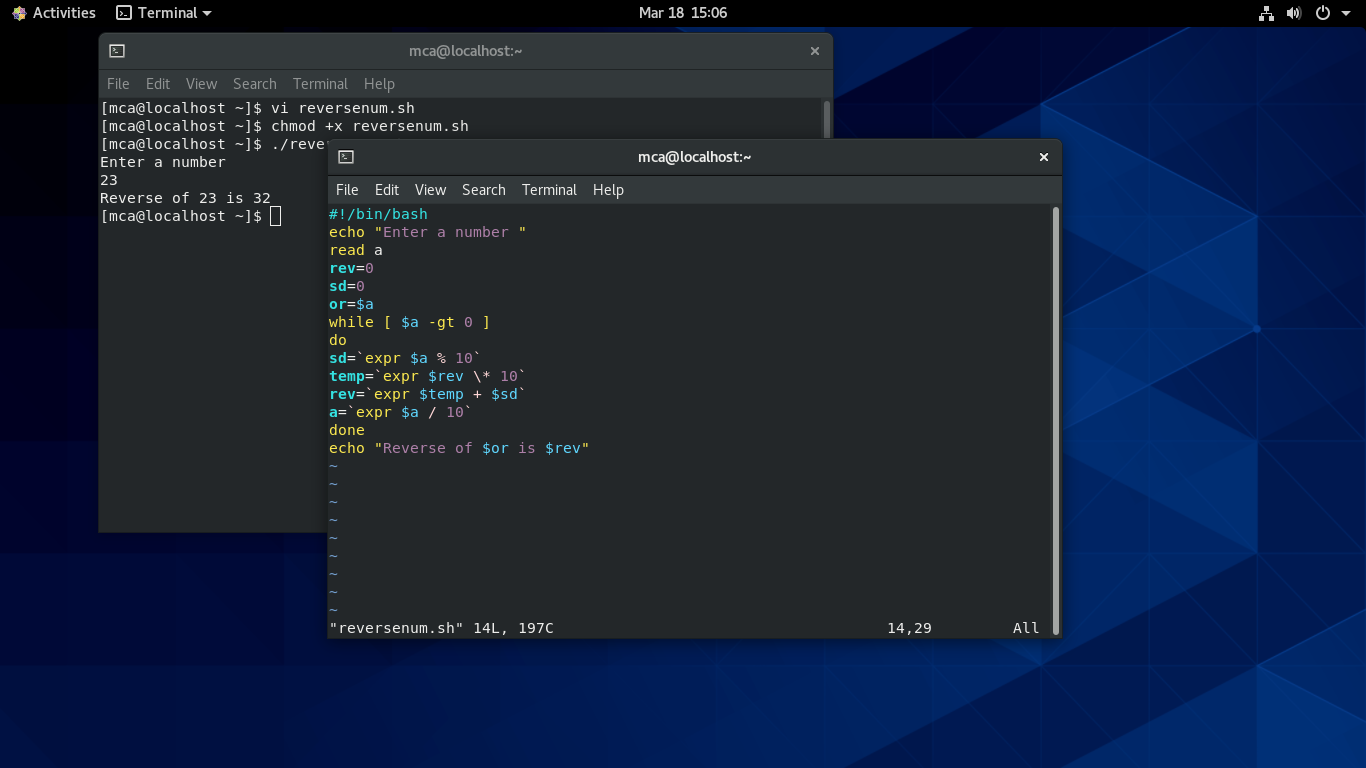 Activities Terminal Mar 18 15:06
mca@localhost:~
File Edit View Search Terminal Help
[mca@localhost ~]$ vi reversenum.sh
[mca@localhost ~]$ chmod +x reversenum.sh
[mca@localhost ~]$ ./rever
Enter a number
23
Reverse of 23 is 32
[mca@localhost ~]$
mca@localhost:~
File Edit View Search Terminal Help
#!/bin/bash
echo "Enter a number "
read a
rev=0
sd=0
or=$a
while [ $a -gt 0 ]
do
sd=`expr $a % 10`
temp=`expr $rev \* 10`
rev=`expr $temp + $sd`
a=`expr $a / 10`
done
echo "Reverse of $or is $rev"
~
~
~
~
~
~
~
~
~
"reversenum.sh" 14L, 197C 14,29 All